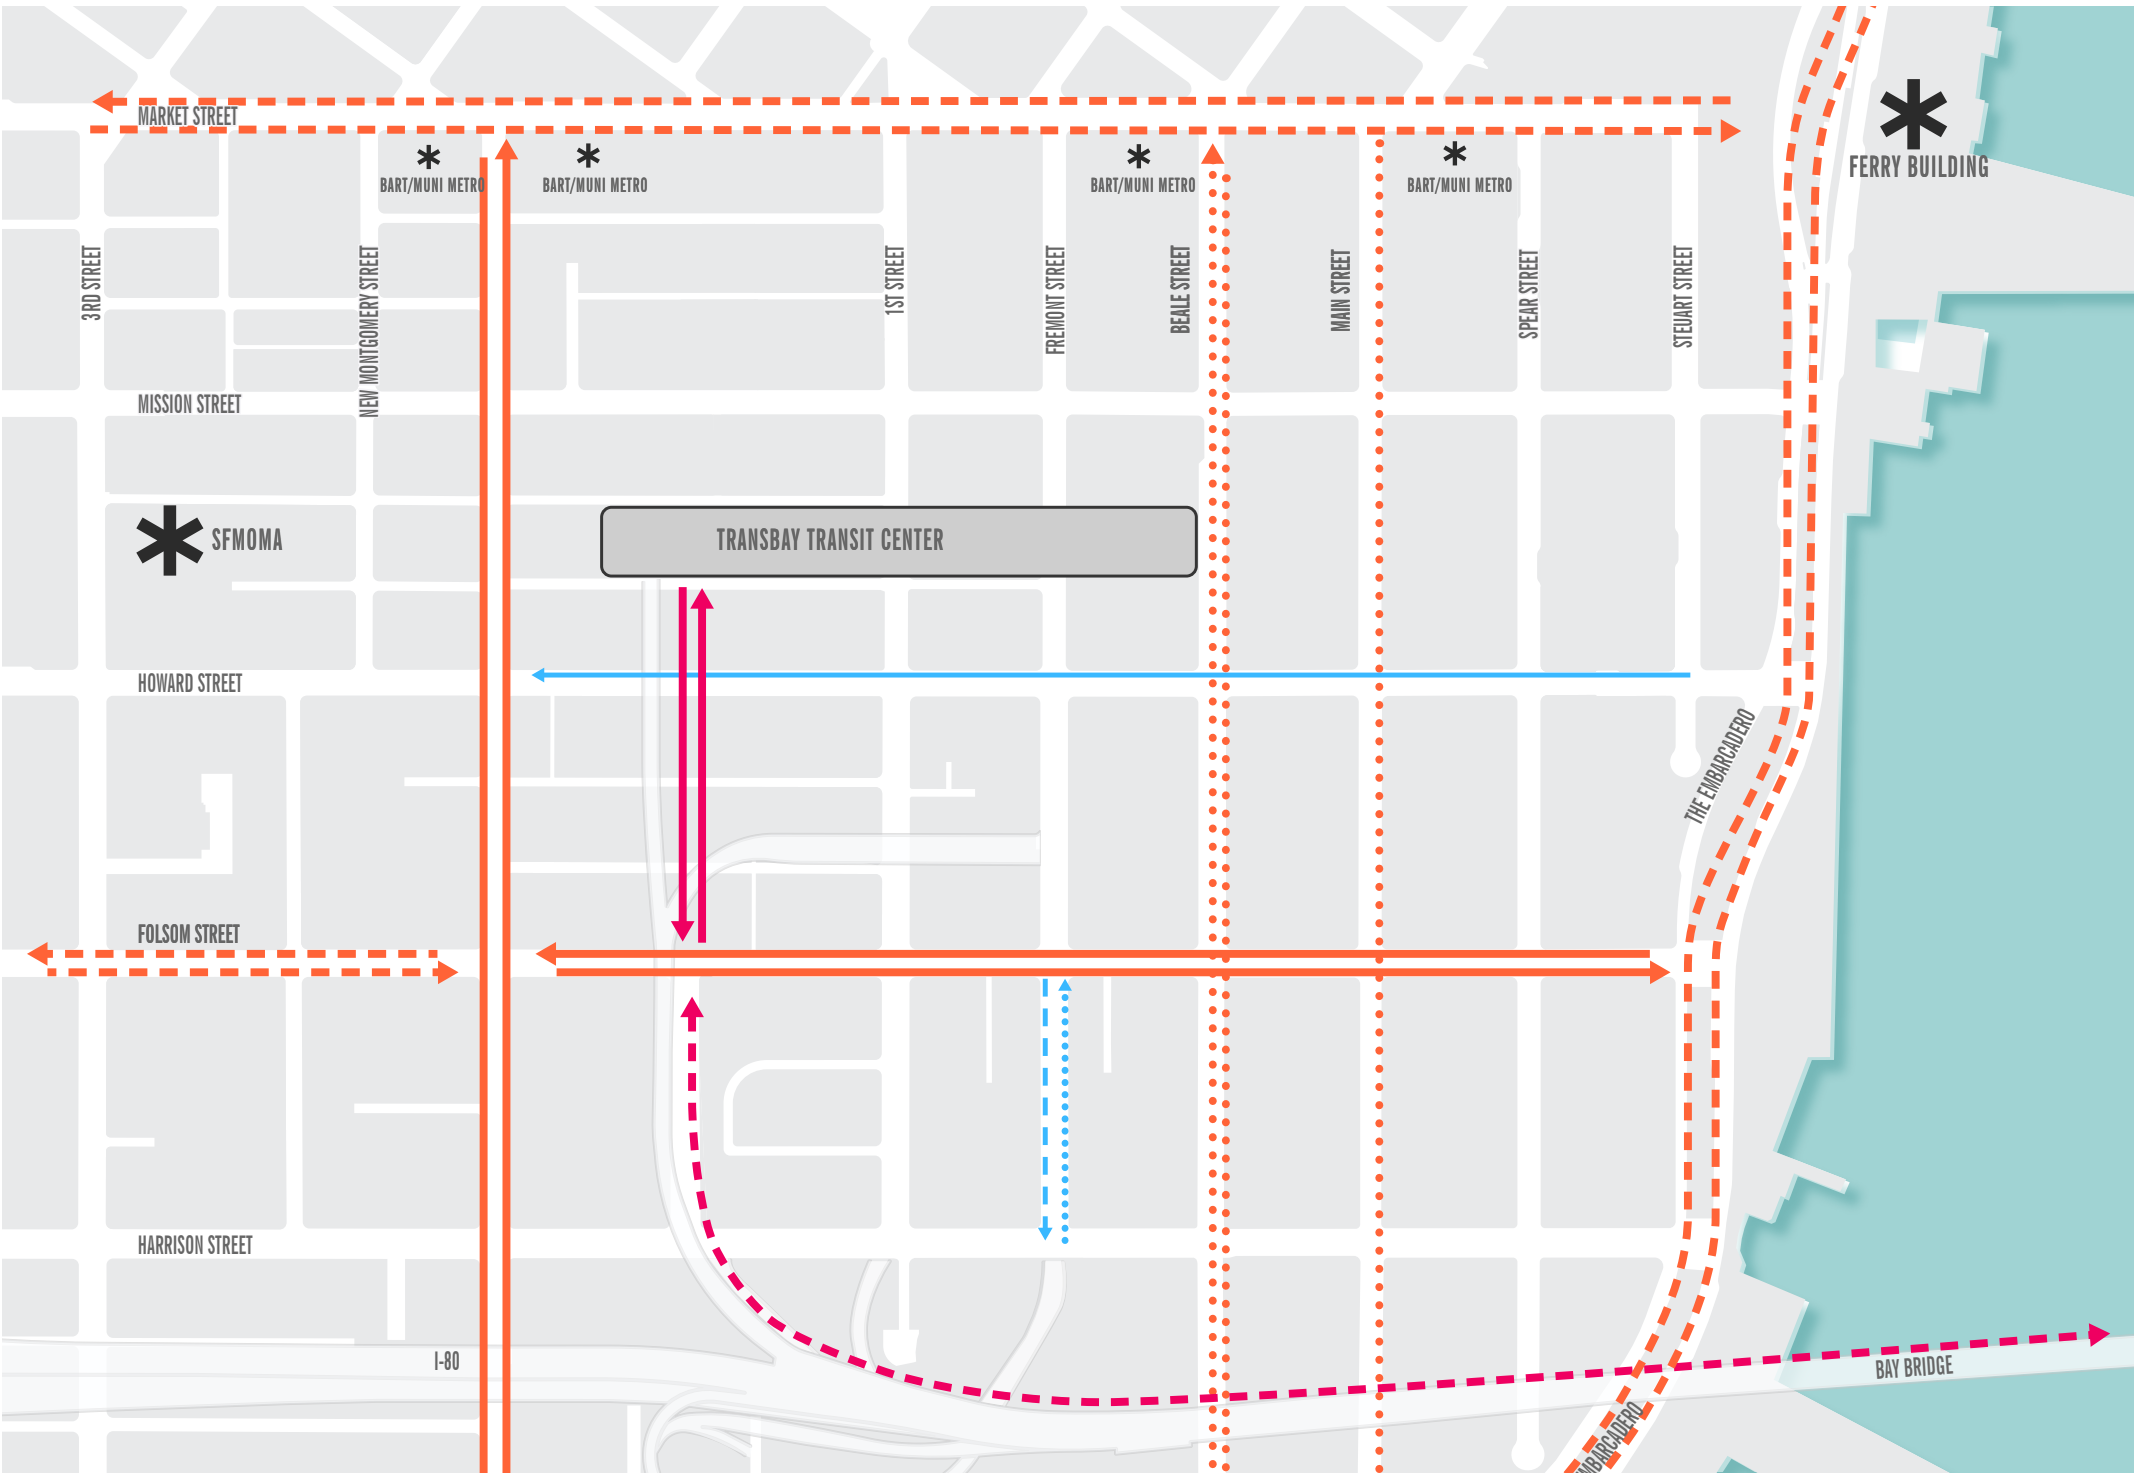 MARKET STREET
BART/MUNI METRO
BART/MUNI METRO
BART/MUNI METRO
BART/MUNI METRO
FERRY BUILDING
3RD STREET
NEW MONTGOMERY STREET
1ST STREET
FREMONT STREET
BEALE STREET
MAIN STREET
SPEAR STREET
STEUART STREET
MISSION STREET
SFMOMA
TRANSBAY TRANSIT CENTER
HOWARD STREET
THE EMBARCADERO
FOLSOM STREET
HARRISON STREET
I-80
BAY BRIDGE
EMBARCADERO